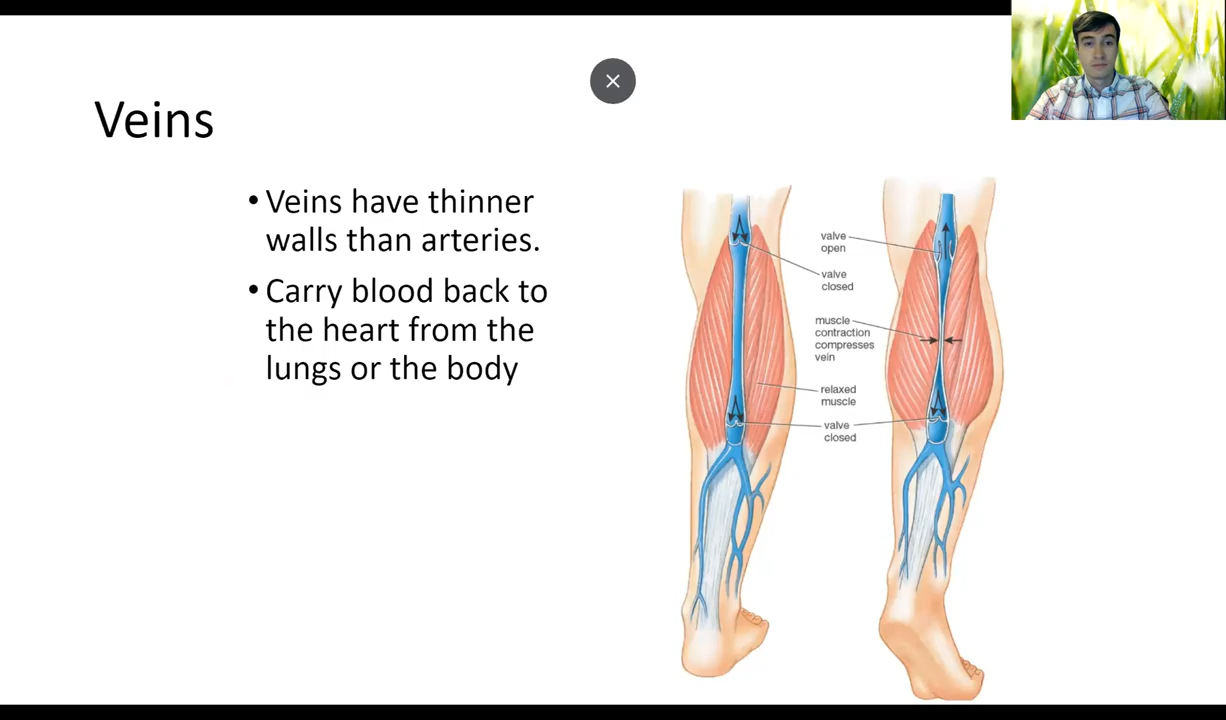 Veins
• Veins have thinner
walls than arteries.
• Carry blood back to
the heart from the
lungs or the body
valve
open
valve
closed
muscle
contraction
compresses
vein
relaxed
muscle
valve
closed